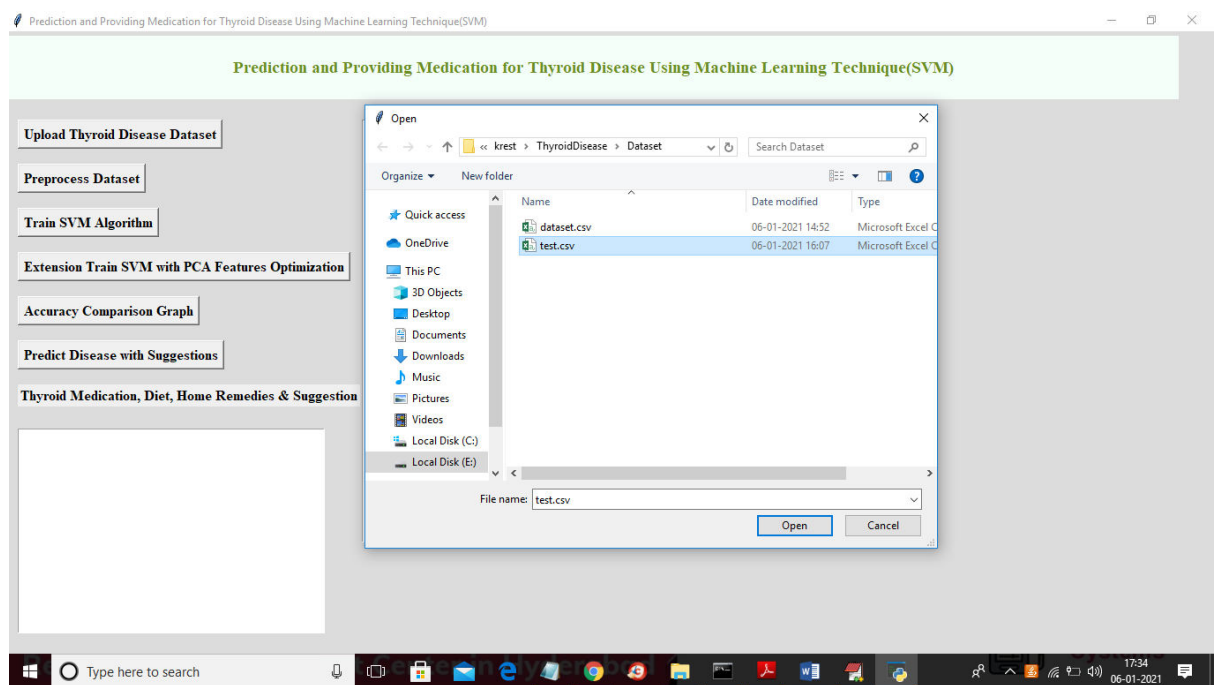 Prediction and Providing Medication for Thyroid Disease Using Machine Learning Technique(SVM)
Prediction and Providing Medication for Thyroid Disease Using Machine Learning Technique(SVM)
Upload Thyroid Disease Dataset
Preprocess Dataset
Train SVM Algorithm
Extension Train SVM with PCA Features Optimization
Accuracy Comparison Graph
Predict Disease with Suggestions
Thyroid Medication, Diet, Home Remedies & Suggestion
Open
« krest › ThyroidDisease › Dataset
Search Dataset
Organize
New folder
Quick access
OneDrive
This PC
3D Objects
Desktop
Documents
Downloads
Music
Pictures
Videos
Local Disk (C:)
Local Disk (E:)
Name Date modified Type
dataset.csv 06-01-2021 14:52 Microsoft Excel C
test.csv 06-01-2021 16:07 Microsoft Excel C
File name: test.csv
Open Cancel
Type here to search
17:34
06-01-2021